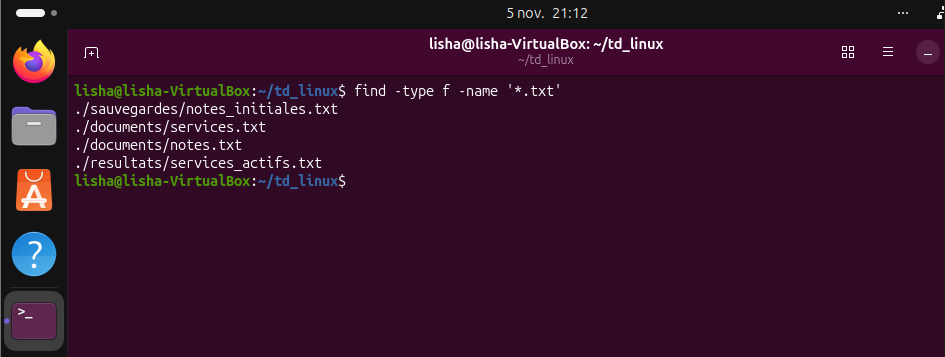 5 nov. 21:12
lisha@lisha-VirtualBox: ~/td_linux
~/td_linux
lisha@lisha-VirtualBox:~/td_linux$ find -type f -name '*.txt'
./sauvegardes/notes_initiales.txt
./documents/services.txt
./documents/notes.txt
./resultats/services_actifs.txt
lisha@lisha-VirtualBox:~/td_linux$